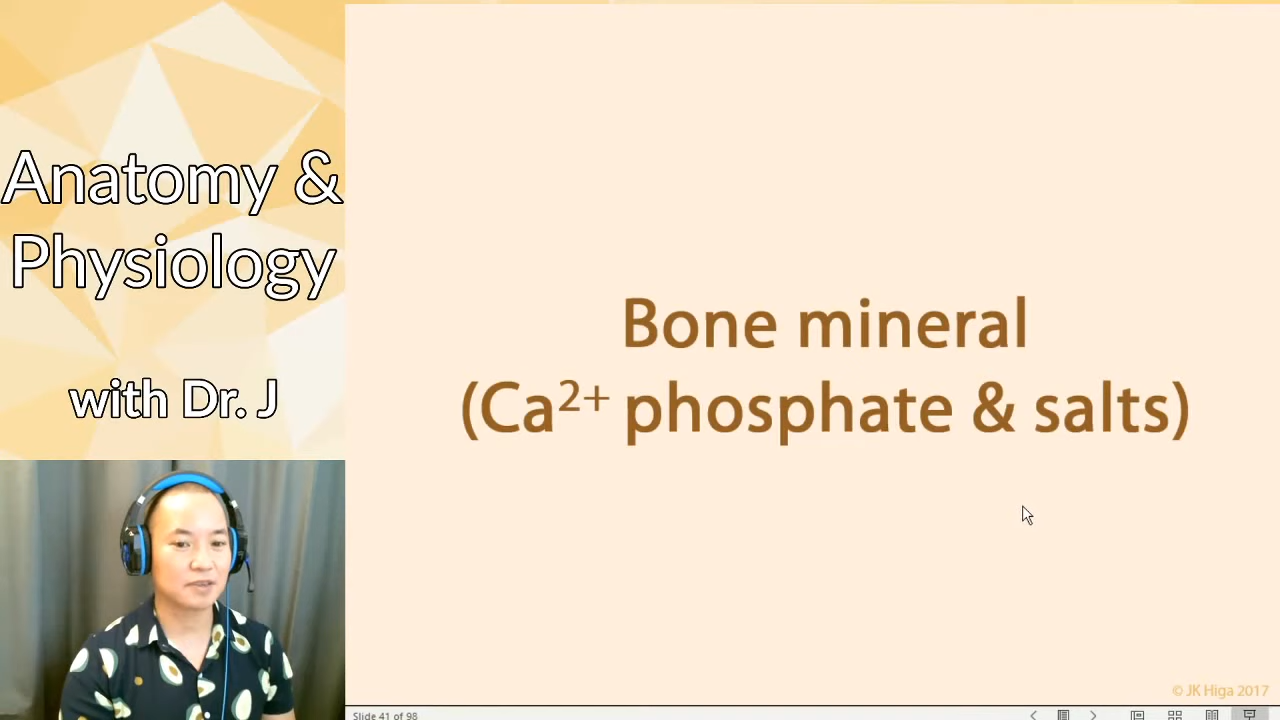 Anatomy &
Physiology
with Dr. J
Bone mineral
(Ca²⁺ phosphate & salts)
© JK Higa 2017
Slide 41 of 98